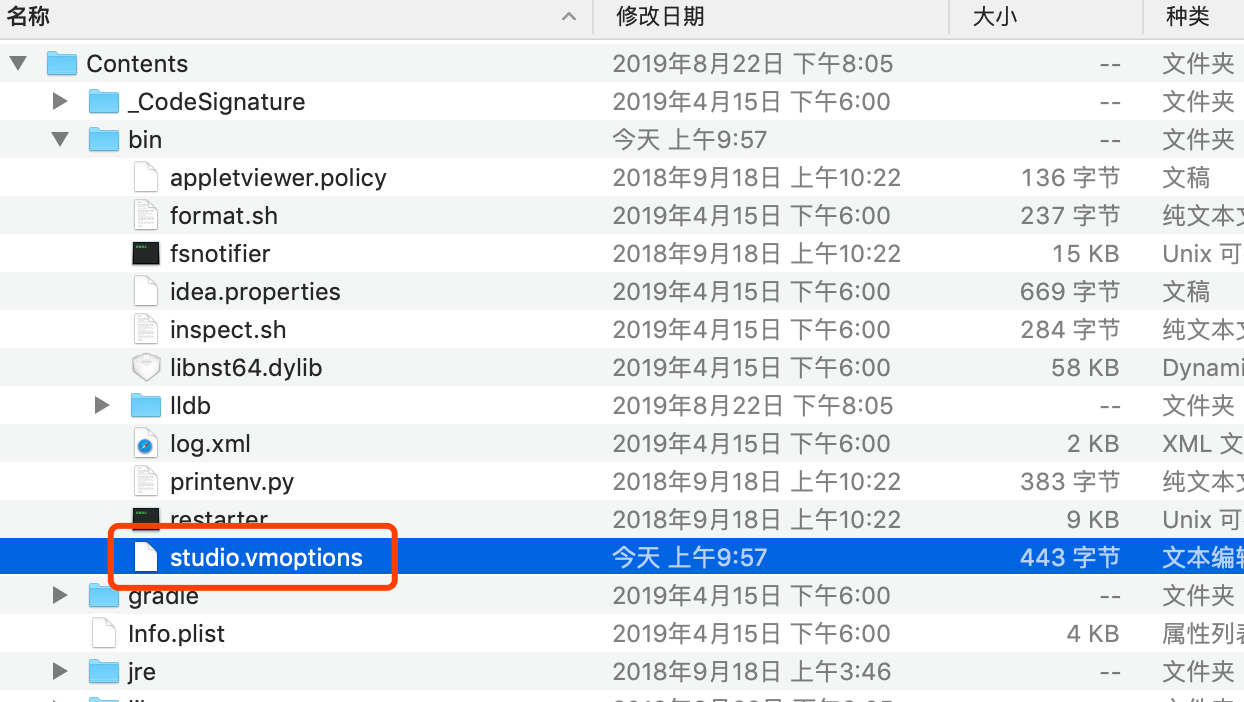 名称 修改日期 大小 种类
Contents 2019年8月22日 下午8:05 -- 文件夹
_CodeSignature 2019年4月15日 下午6:00 -- 文件夹
bin 今天 上午9:57 -- 文件夹
appletviewer.policy 2018年9月18日 上午10:22 136 字节 文稿
format.sh 2019年4月15日 下午6:00 237 字节 纯文本
fsnotifier 2018年9月18日 上午10:22 15 KB Unix 可
idea.properties 2019年4月15日 下午6:00 669 字节 文稿
inspect.sh 2019年4月15日 下午6:00 284 字节 纯文本
libnst64.dylib 2019年4月15日 下午6:00 58 KB Dynami
lldb 2019年8月22日 下午8:05 -- 文件夹
log.xml 2019年4月15日 下午6:00 2 KB XML 文
printenv.py 2018年9月18日 上午10:22 383 字节 纯文本
restarter 2018年9月18日 上午10:22 9 KB Unix 可
studio.vmoptions 今天 上午9:57 443 字节 文本编
gradle 2019年4月15日 下午6:00 -- 文件夹
Info.plist 2019年4月15日 下午6:00 4 KB 属性列
jre 2018年9月18日 上午3:46 -- 文件夹